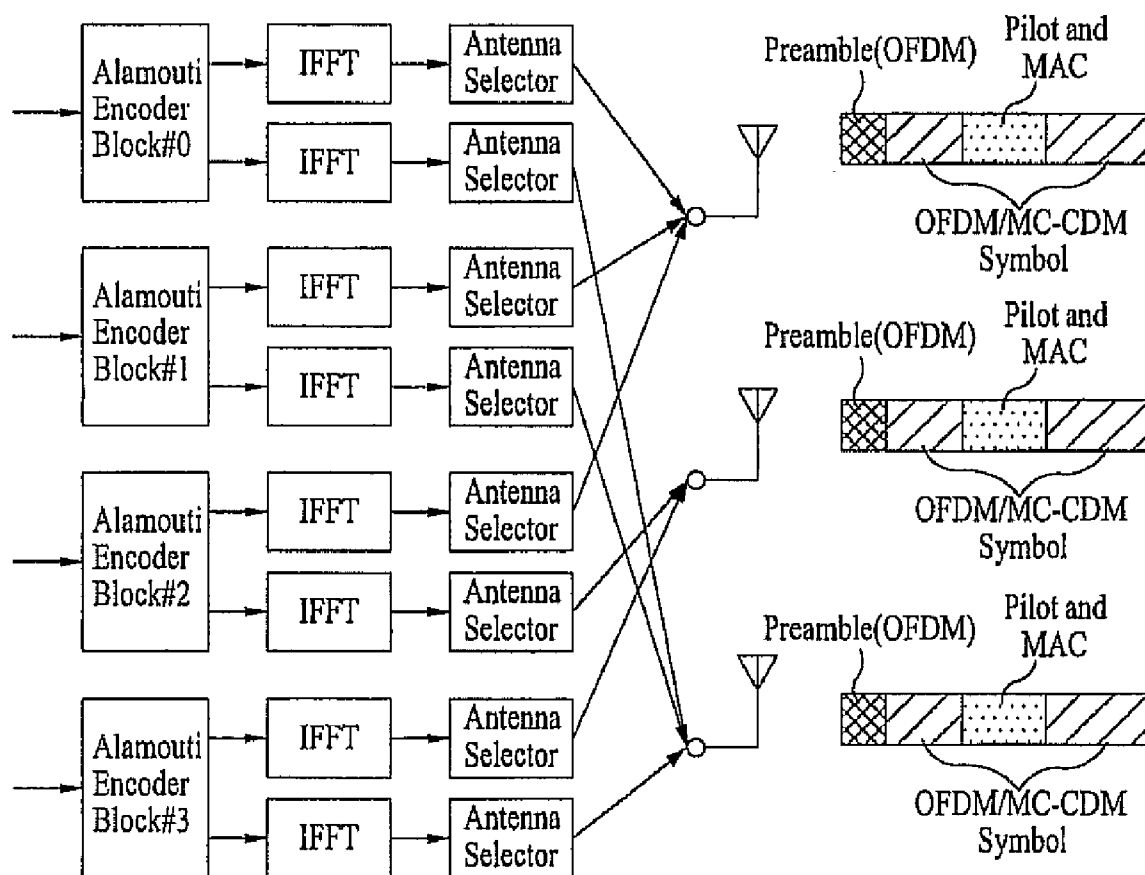 Alamouti
Encoder
Block#0
IFFT
Antenna
Selector
IFFT
Antenna
Selector
Alamouti
Encoder
Block#1
IFFT
Antenna
Selector
IFFT
Antenna
Selector
Alamouti
Encoder
Block#2
IFFT
Antenna
Selector
IFFT
Antenna
Selector
Alamouti
Encoder
Block#3
IFFT
Antenna
Selector
IFFT
Antenna
Selector
Preamble(OFDM)
Pilot and
MAC
OFDM/MC-CDM
Symbol
Preamble(OFDM)
Pilot and
MAC
OFDM/MC-CDM
Symbol
Preamble(OFDM)
Pilot and
MAC
OFDM/MC-CDM
Symbol